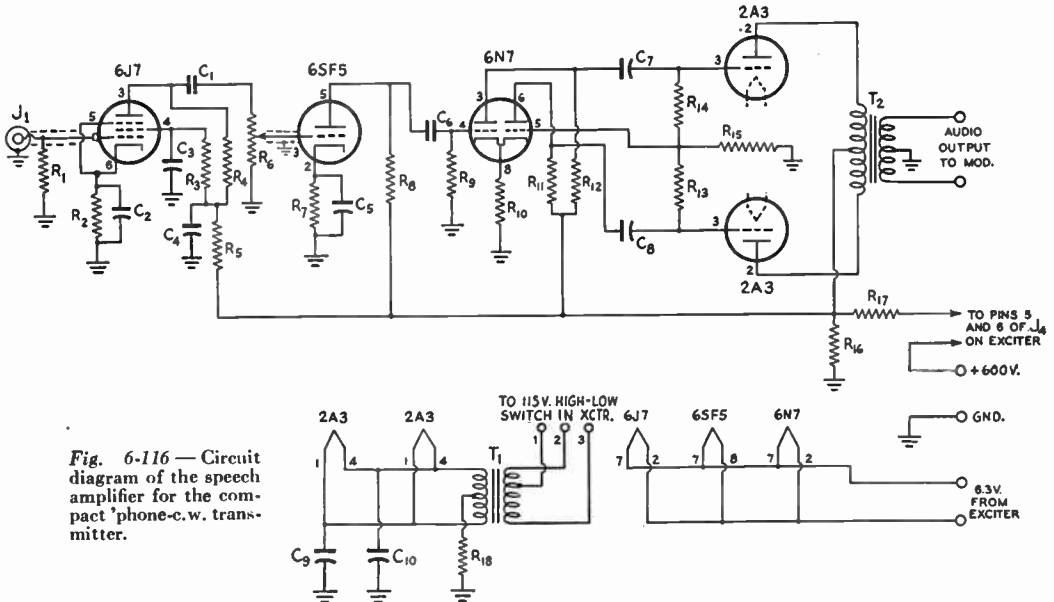 2A3
.2
6J7
C1
6SF5
6N7
C7
3
T2
J1
3
5
3
6
R14
5
4
C6
R15
AUDIO
OUTPUT
TO MOD.
C3
R6
3
4
5
R1
R3
R4
R8
R9
R11
R12
R13
6
2
8
R2
C2
R7
C5
R10
C8
3
C4
R5
2
2A3
R17
TO PINS 5
AND 6 OF J4
ON EXCITER
R16
+600V.
TO 115V. HIGH-LOW
SWITCH IN XCTR.
2A3
2A3
6J7
6SF5
6N7
GND.
1
2
3
T1
1
4
1
4
7
2
7
8
7
2
6.3V.
FROM
EXCITER
C9
C10
R18
Fig. 6-116 — Circuit
diagram of the speech
amplifier for the com-
pact 'phone-c.w. trans-
mitter.